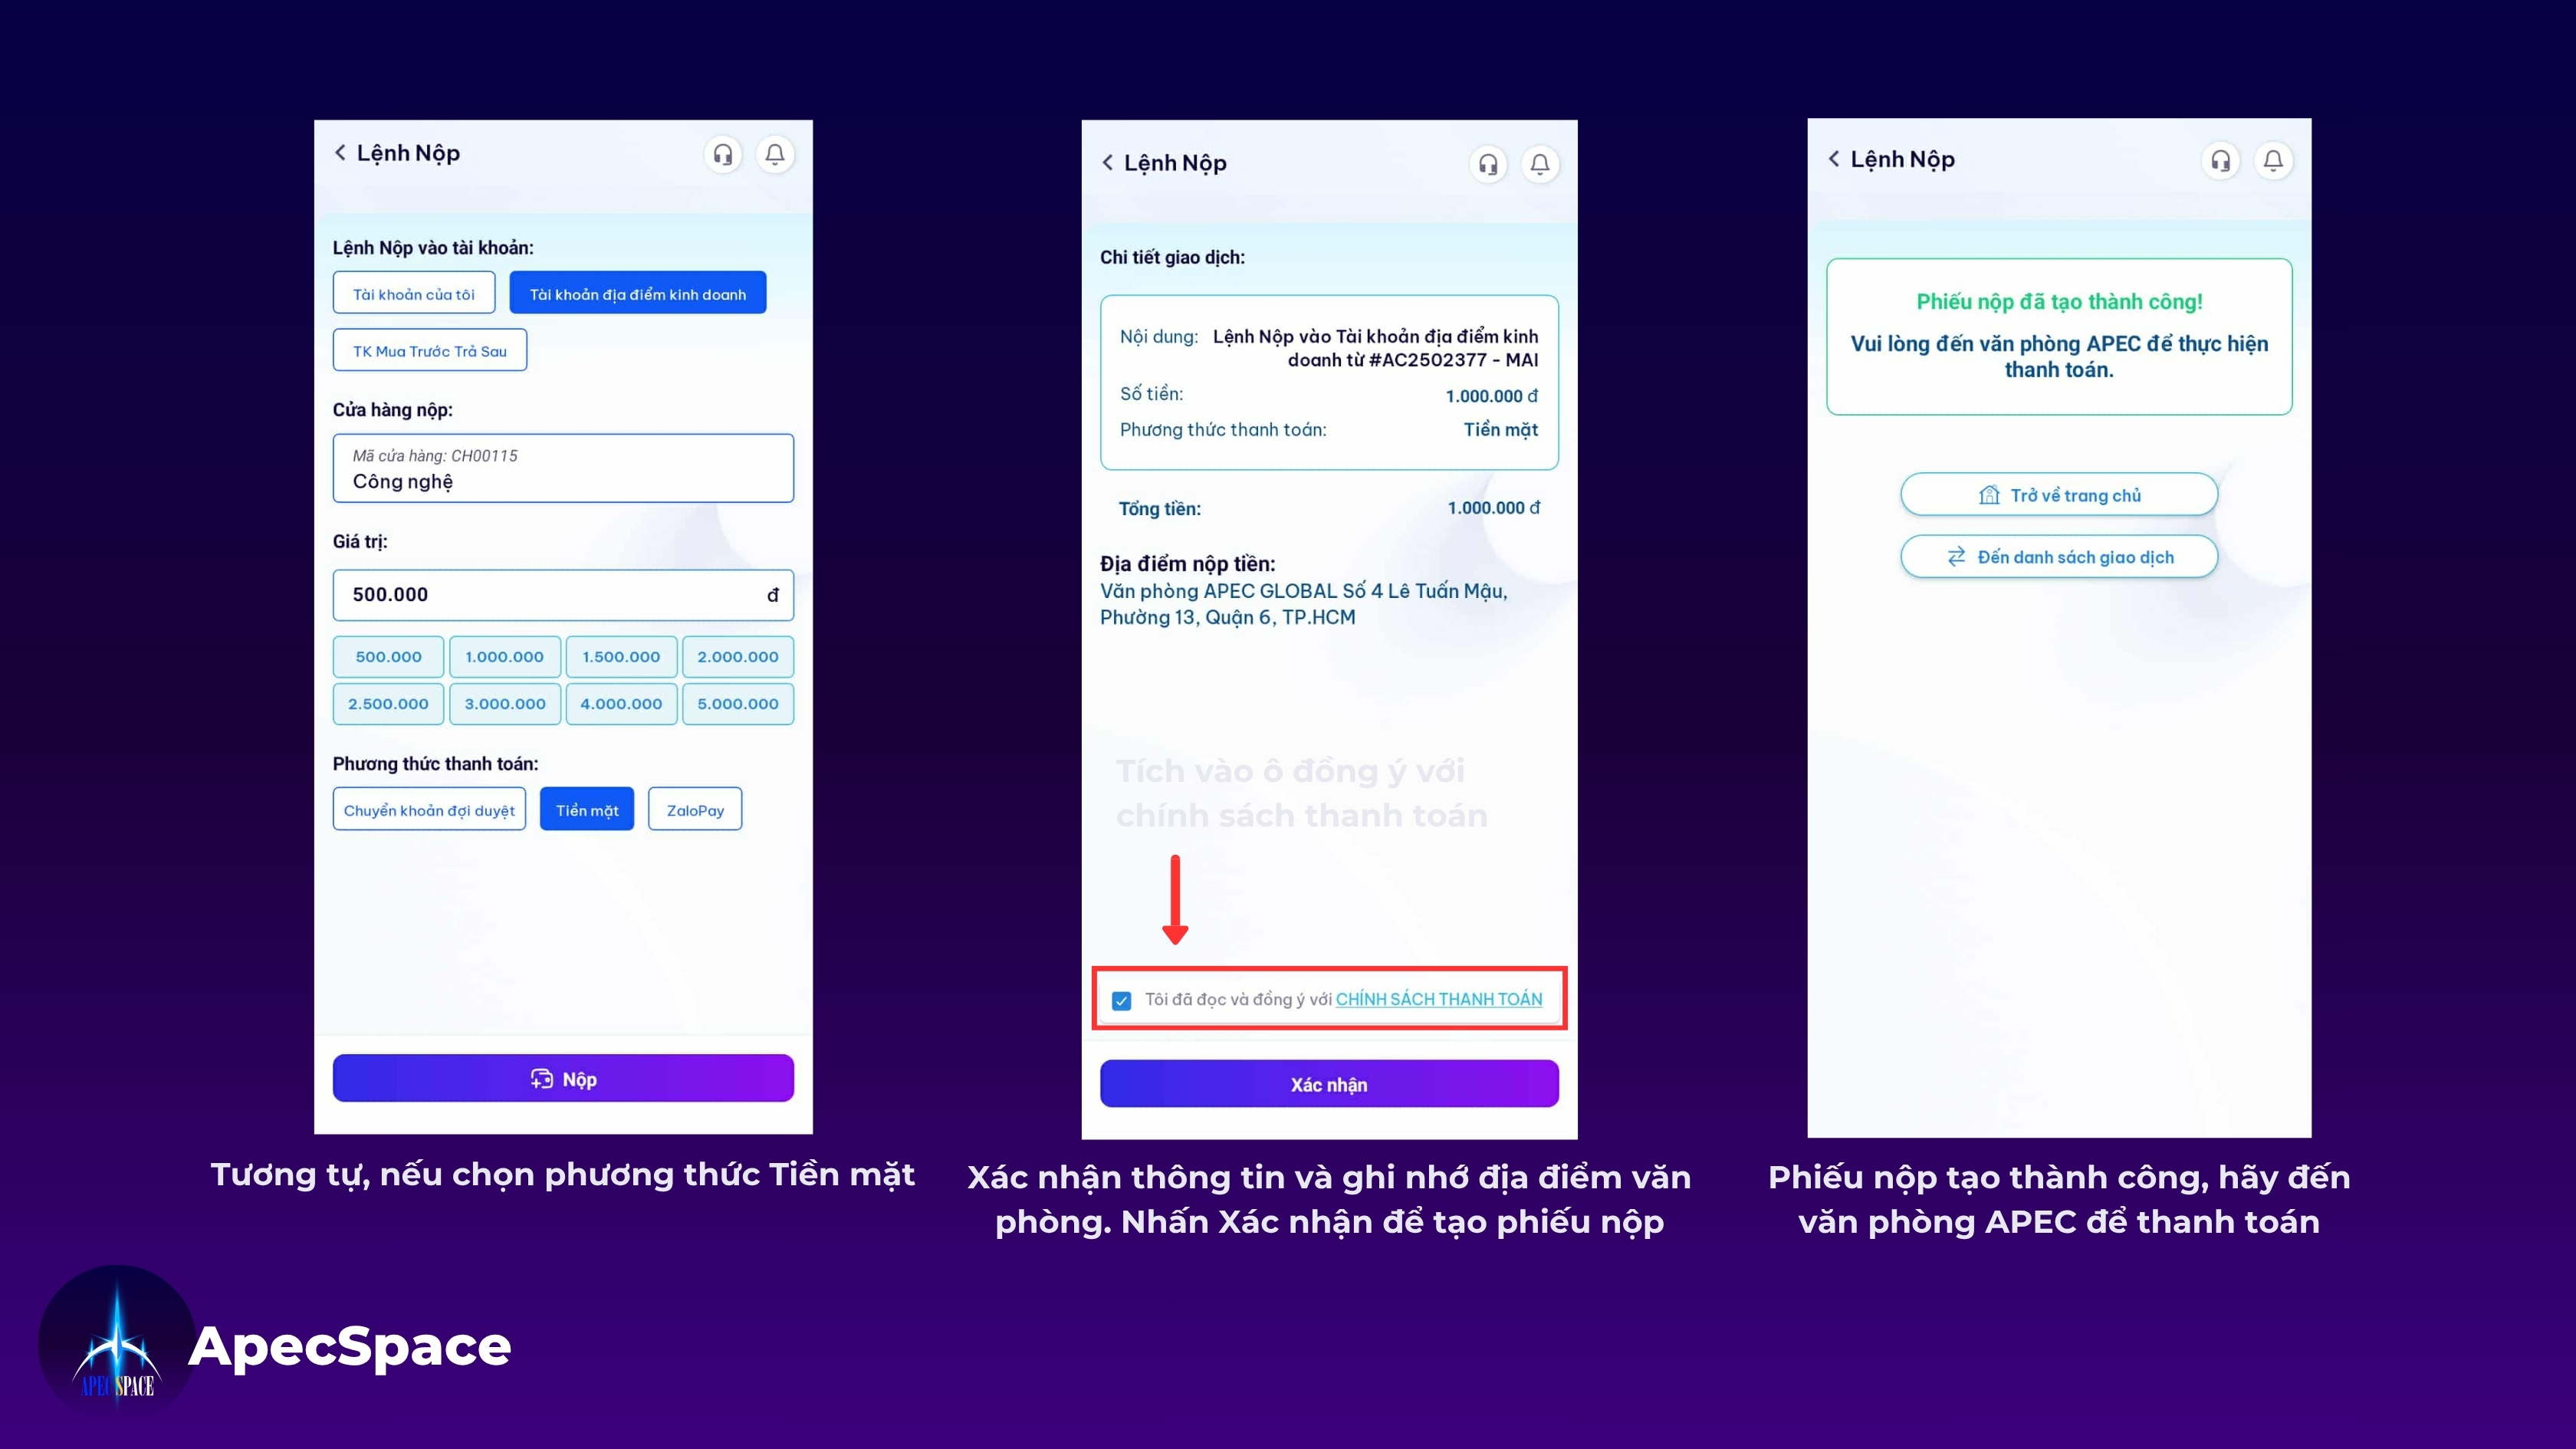 Lệnh Nộp
Lệnh Nộp vào tài khoản:
Tài khoản của tôi
Tài khoản địa điểm kinh doanh
TK Mua Trước Trả Sau
Cửa hàng nộp:
Mã cửa hàng: CH00115
Công nghệ
Giá trị:
500.000 đ
500.000 1.000.000 1.500.000 2.000.000
2.500.000 3.000.000 4.000.000 5.000.000
Phương thức thanh toán:
Chuyển khoản đợi duyệt
Tiền mặt
ZaloPay
Nộp
Tương tự, nếu chọn phương thức Tiền mặt
Lệnh Nộp
Chi tiết giao dịch:
Nội dung: Lệnh Nộp vào Tài khoản địa điểm kinh
doanh từ #AC2502377 - MAI
Số tiền: 1.000.000 đ
Phương thức thanh toán: Tiền mặt
Tổng tiền: 1.000.000 đ
Địa điểm nộp tiền:
Văn phòng APEC GLOBAL Số 4 Lê Tuấn Mậu,
Phường 13, Quận 6, TP.HCM
Tích vào ô đồng ý với
chính sách thanh toán
Tôi đã đọc và đồng ý với CHÍNH SÁCH THANH TOÁN
Xác nhận
Xác nhận thông tin và ghi nhớ địa điểm văn
phòng. Nhấn Xác nhận để tạo phiếu nộp
Lệnh Nộp
Phiếu nộp đã tạo thành công!
Vui lòng đến văn phòng APEC để thực hiện
thanh toán.
Trở về trang chủ
Đến danh sách giao dịch
Phiếu nộp tạo thành công, hãy đến
văn phòng APEC để thanh toán
APECSPACE
ApecSpace